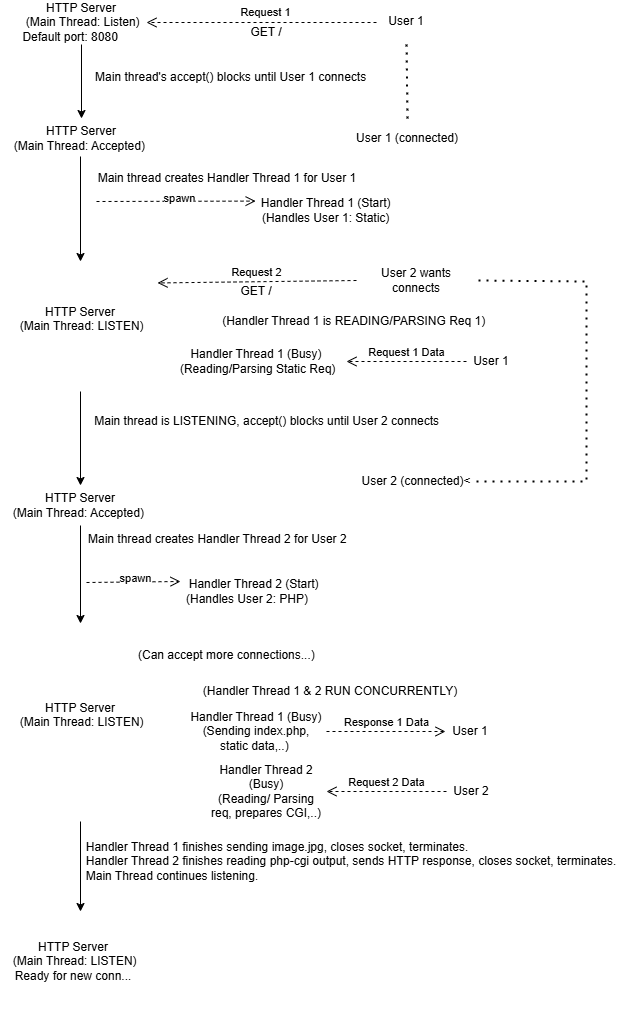 HTTP Server
(Main Thread: Listen)
Default port: 8080
Request 1
GET /
User 1
Main thread's accept() blocks until User 1 connects
HTTP Server
(Main Thread: Accepted)
User 1 (connected)
Main thread creates Handler Thread 1 for User 1
spawn
Handler Thread 1 (Start)
(Handles User 1: Static)
Request 2
GET /
User 2 wants
connects
HTTP Server
(Main Thread: LISTEN)
(Handler Thread 1 is READING/PARSING Req 1)
Handler Thread 1 (Busy)
(Reading/Parsing Static Req)
Request 1 Data
User 1
Main thread is LISTENING, accept() blocks until User 2 connects
User 2 (connected)<
HTTP Server
(Main Thread: Accepted)
Main thread creates Handler Thread 2 for User 2
spawn
Handler Thread 2 (Start)
(Handles User 2: PHP)
(Can accept more connections...)
(Handler Thread 1 & 2 RUN CONCURRENTLY)
HTTP Server
(Main Thread: LISTEN)
Handler Thread 1 (Busy)
(Sending index.php,
static data,..)
Response 1 Data
User 1
Handler Thread 2
(Busy)
(Reading/ Parsing
req, prepares CGI,..)
Request 2 Data
User 2
Handler Thread 1 finishes sending image.jpg, closes socket, terminates.
Handler Thread 2 finishes reading php-cgi output, sends HTTP response, closes socket, terminates.
Main Thread continues listening.
HTTP Server
(Main Thread: LISTEN)
Ready for new conn...